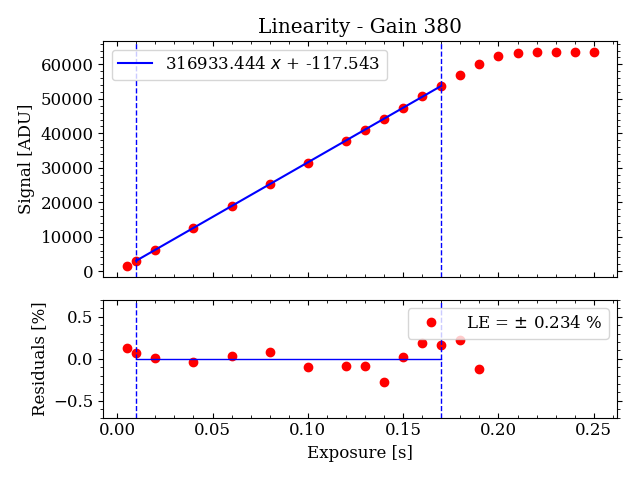 Linearity - Gain 380
316933.444 x + -117.543
60000
50000
40000
30000
20000
10000
0
Signal [ADU]
LE = ± 0.234 %
0.5
0.0
−0.5
Residuals [%]
0.00 0.05 0.10 0.15 0.20 0.25
Exposure [s]